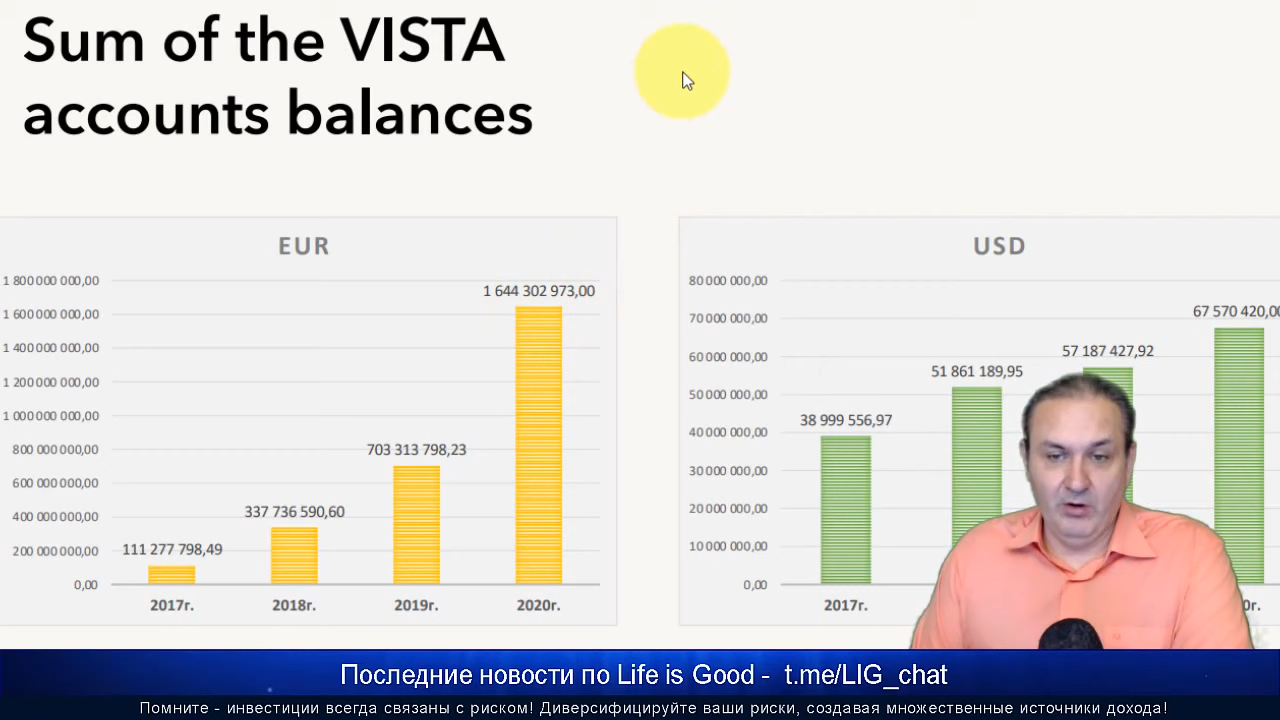 Sum of the VISTA
accounts balances
EUR
1 800 000 000,00
1 600 000 000,00
1 400 000 000,00
1 200 000 000,00
1 000 000 000,00
800 000 000,00
600 000 000,00
400 000 000,00
200 000 000,00
0,00
111 277 798,49
337 736 590,60
703 313 798,23
1 644 302 973,00
2017г.
2018г.
2019г.
2020г.
USD
80 000 000,00
70 000 000,00
60 000 000,00
50 000 000,00
40 000 000,00
30 000 000,00
20 000 000,00
10 000 000,00
0,00
38 999 556,97
51 861 189,95
57 187 427,92
67 570 420,00
2017г.
Последние новости по Life is Good - t.me/LIG_chat
Помните - инвестиции всегда связаны с риском! Диверсифицируйте ваши риски, создавая множественные источники дохода!